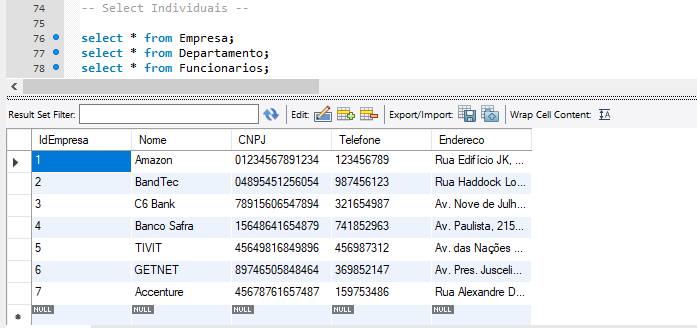 74 -- Select Individuais --
75
76 select * from Empresa;
77 select * from Departamento;
78 select * from Funcionarios;
Result Set Filter: Edit: Export/Import: Wrap Cell Content:
IdEmpresa Nome CNPJ Telefone Endereco
1 Amazon 01234567891234 123456789 Rua Edifício JK, ...
2 BandTec 04895451256054 987456123 Rua Haddock Lo...
3 C6 Bank 78915606547894 321654987 Av. Nove de Julh...
4 Banco Safra 15648641654879 741852963 Av. Paulista, 215...
5 TIVIT 45649816849896 456987312 Av. das Nações ...
6 GETNET 89746505848464 369852147 Av. Pres. Jusceli...
7 Accenture 45678761657487 159753486 Rua Alexandre D...
NULL NULL NULL NULL NULL